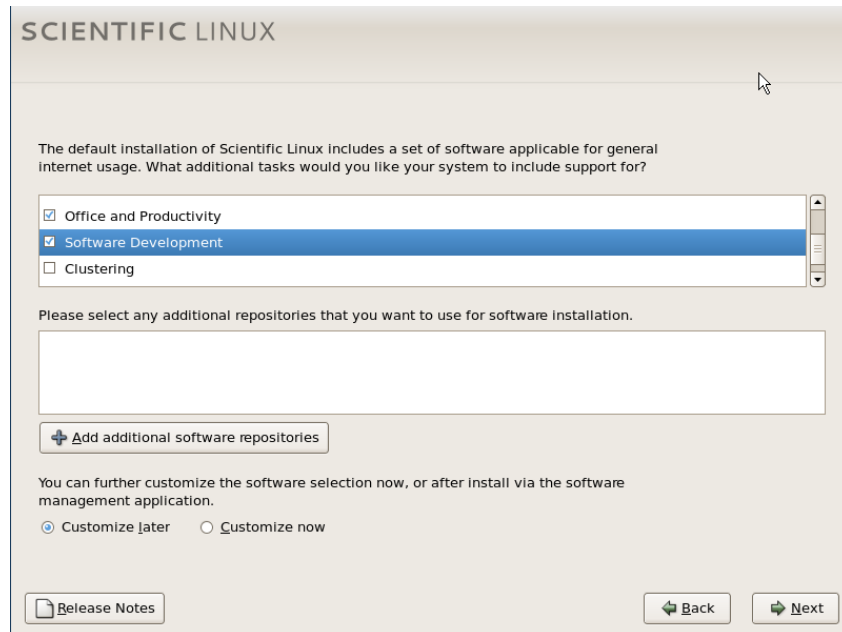 SCIENTIFIC LINUX
The default installation of Scientific Linux includes a set of software applicable for general
internet usage. What additional tasks would you like your system to include support for?
Office and Productivity
Software Development
Clustering
Please select any additional repositories that you want to use for software installation.
Add additional software repositories
You can further customize the software selection now, or after install via the software
management application.
Customize later Customize now
Release Notes Back Next